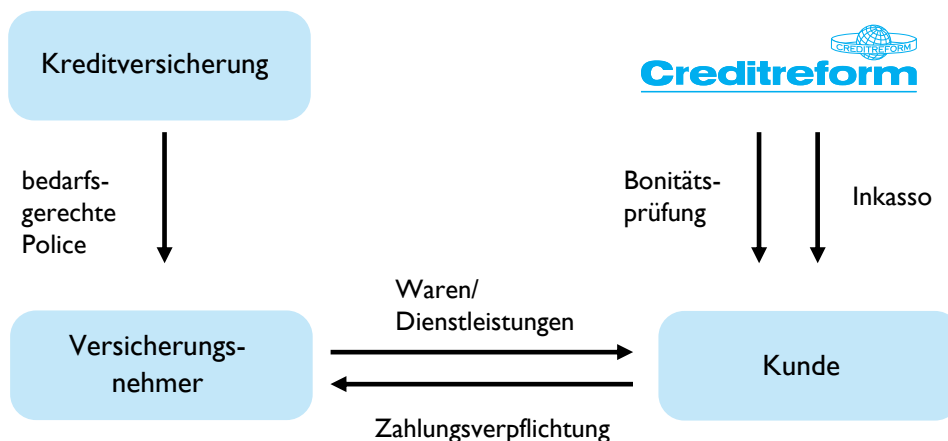 Kreditversicherung
CREDITREFORM
Creditreform
bedarfs-
gerechte
Police
Bonitäts-
prüfung
Inkasso
Waren/
Dienstleistungen
Versicherungs-
nehmer
Kunde
Zahlungsverpflichtung